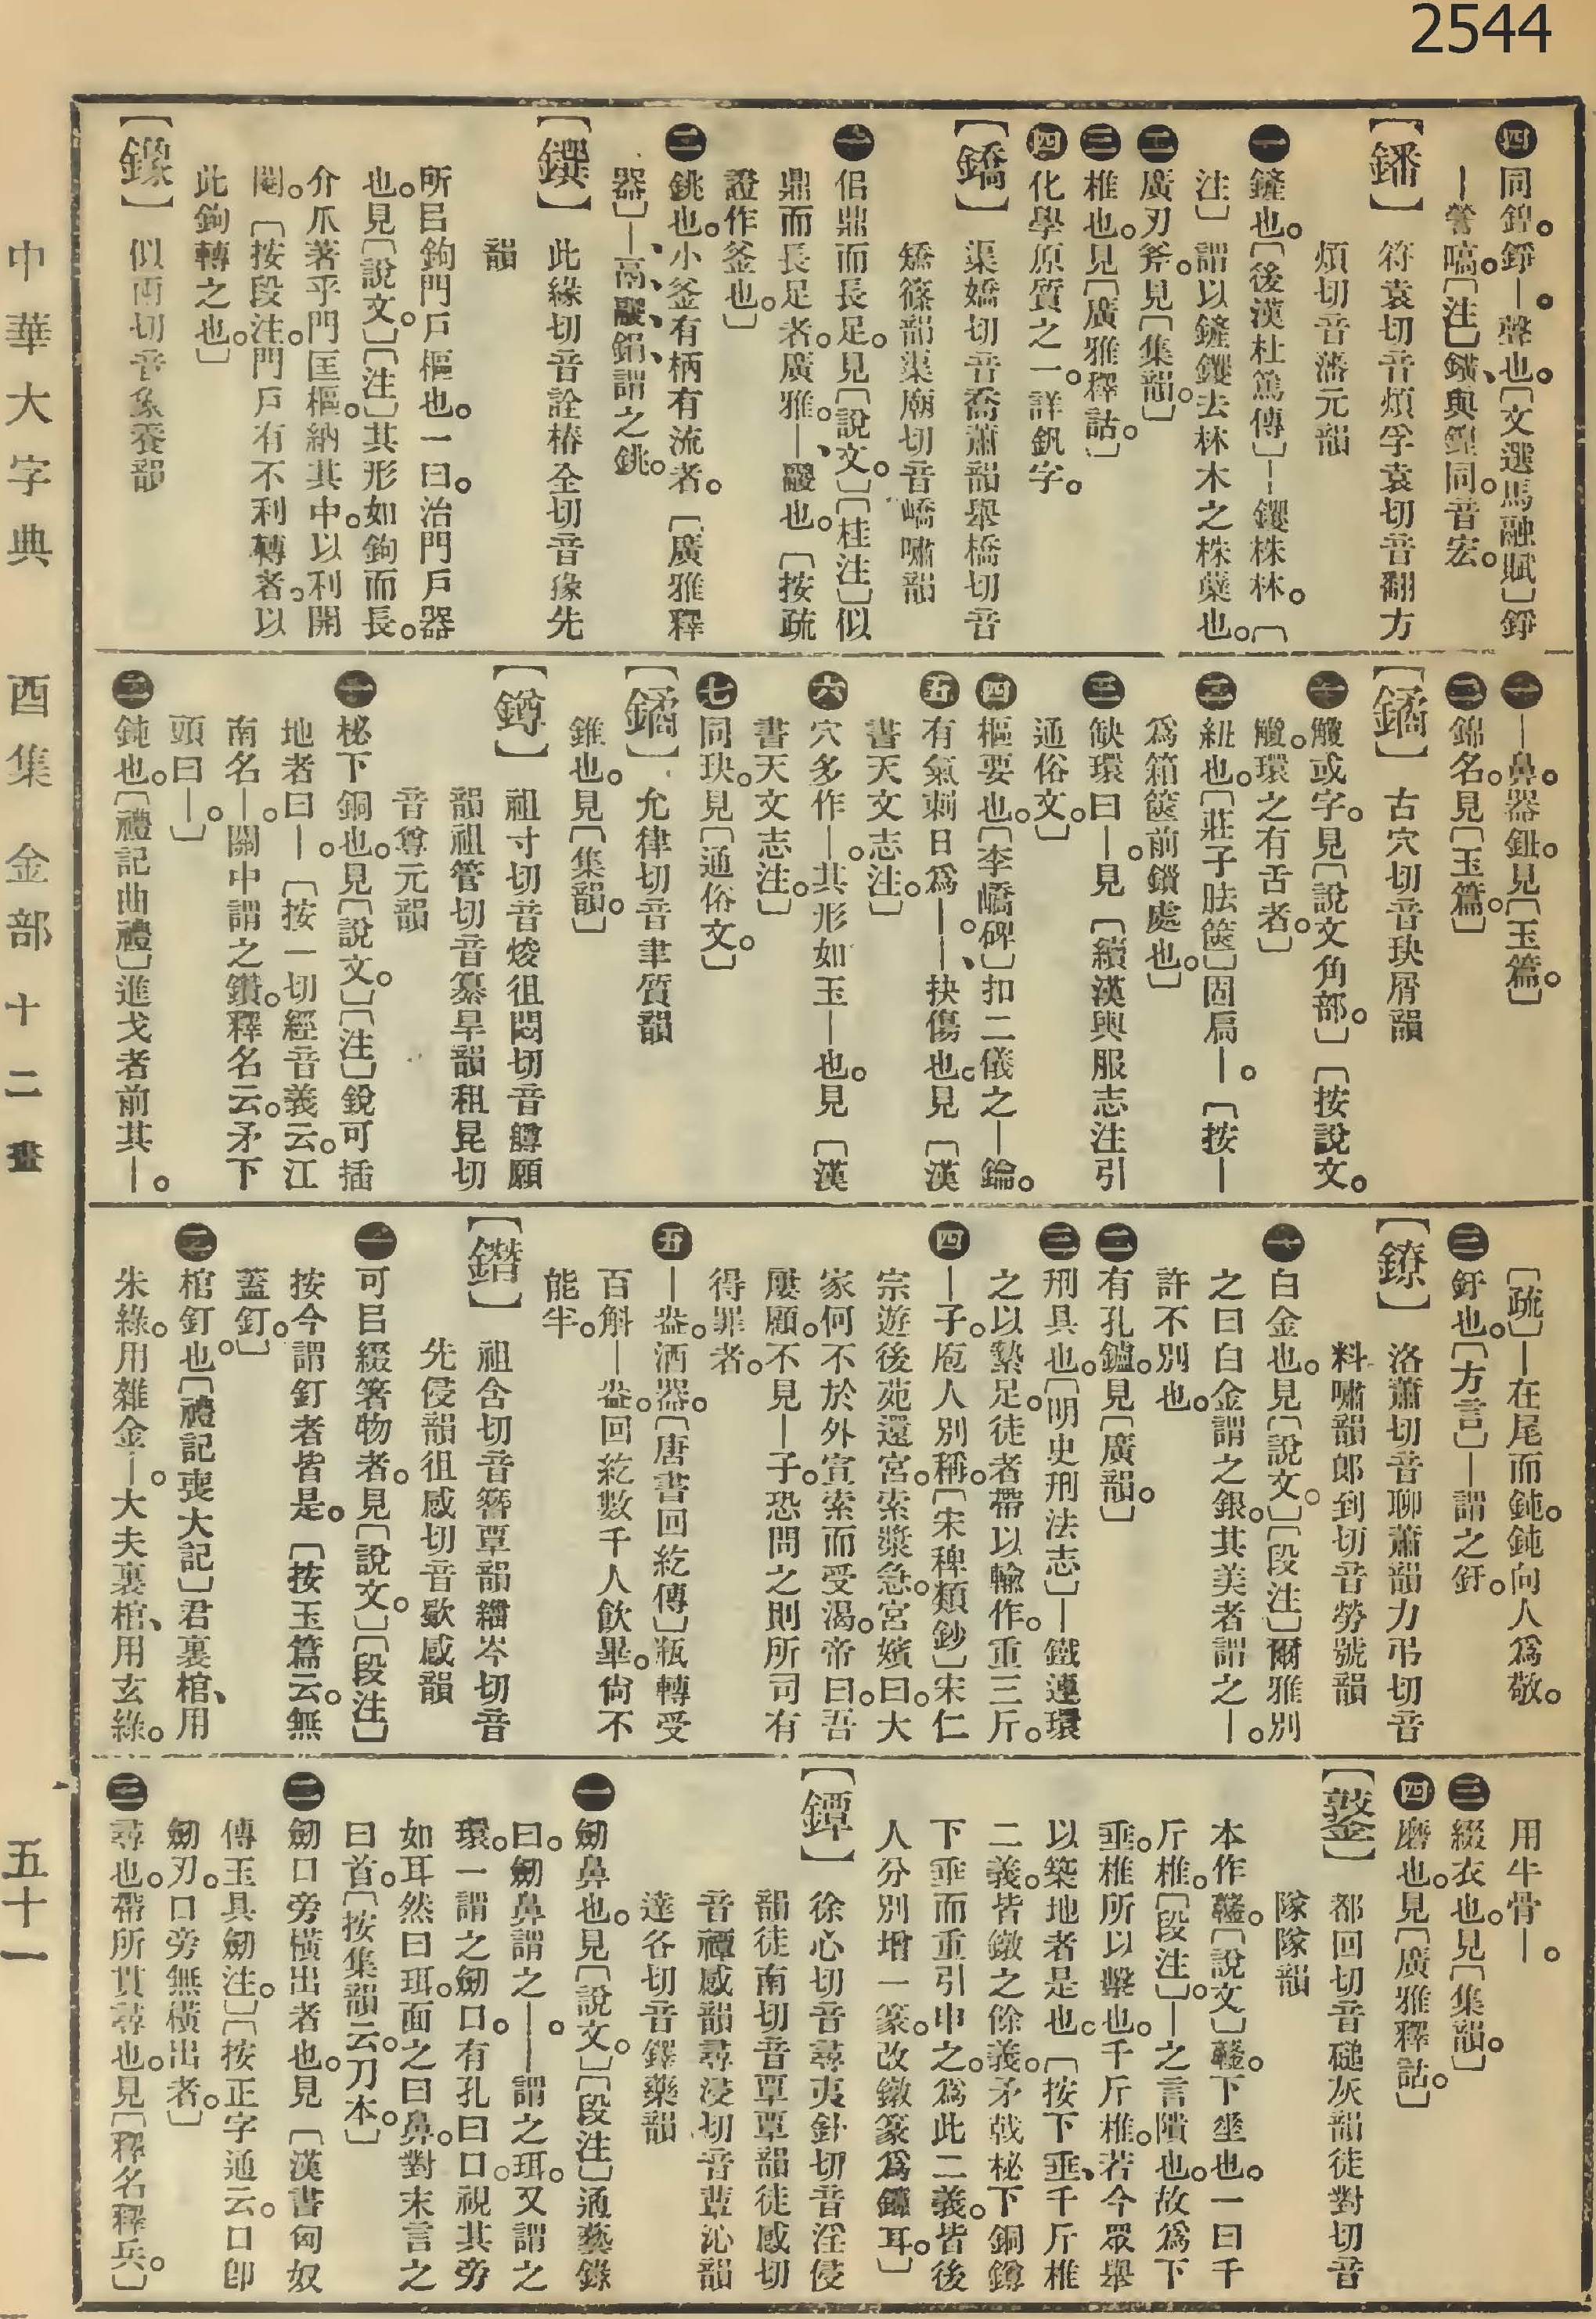 2544
四同鍠錚｜聲也〔文選馬融賦〕錚
｜䜓嗃〔注〕鐄與鍠同音宏
〔鐇〕符袁切音煩孚袁切音翻方
煩切音藩元韻
一鏟也〔後漢杜篤傳〕｜钁株林〔
注〕謂以鏟钁去林木之株蘖也
二廣刃斧見〔集韻〕
三椎也見〔廣雅釋詁〕
四化學原質之一詳釩字
〔鐈〕渠嬌切音喬蕭韻舉橋切音
矯篠韻渠廟切音嶠嘯韻
一侣鼎而長足見〔說文〕〔桂注〕似
鼎而長足者廣雅｜鬷也〔按疏
證作釜也〕
二銚也小釜有柄有流者〔廣雅釋
器〕｜鬲鬷鋗謂之銚
〔鐉〕此緣切音詮椿全切音猭先
韻
所㠯鉤門戶樞也一曰治門戶器
也見〔說文〕〔注〕其形如鉤而長
介爪著乎門匡樞納其中以利開
闔〔按段注門戶有不利轉者以
此鉤轉之也〕
〔鐌〕似兩切音象養韻
一｜鼻器鈕見〔玉篇〕
二錦名見〔玉篇〕
〔鐍〕古穴切音玦屑韻
一觼或字見〔說文角部〕〔按說文
觼環之有舌者〕
二紐也〔莊子胠篋〕固扃｜〔按｜
爲箱篋前鎖處也〕
三缺環曰｜見〔續漢輿服志注引
通俗文〕
四樞要也〔李嶠碑〕扣二儀之｜鑰
五有氣刺日爲｜｜抉傷也見〔漢
書天文志注〕
六穴多作｜其形如玉｜也見〔漢
書天文志注〕
七同玦見〔通俗文〕
〔鐍〕允律切音聿質韻
錐也見〔集韻〕
〔鐏〕祖寸切音焌徂悶切音鱒願
韻祖管切音纂旱韻租昆切
音尊元韻
一柲下銅也見〔說文〕〔注〕銳可插
地者曰｜〔按一切經音義云江
南名｜關中謂之鑽釋名云矛下
頭曰｜〕
二鈍也〔禮記曲禮〕進戈者前其｜
〔疏〕｜在尾而鈍鈍向人爲敬
三釬也〔方言〕｜謂之釬
〔鐐〕洛蕭切音聊蕭韻力弔切音
料嘯韻郎到切音勞號韻
一白金也見〔說文〕〔段注〕爾雅別
之曰白金謂之銀其美者謂之｜
許不別也
二有孔鑪見〔廣韻〕
三刑具也〔明史刑法志〕｜鐵連環
之以縶足徒者帶以輸作重三斤
四｜子庖人別稱〔宋稗類鈔〕宋仁
宗遊後苑還宮索漿急宮嬪曰大
家何不於外宣索而受渴帝曰吾
屢顧不見｜子恐問之則所司有
得罪者
五｜盎酒器〔唐書回紇傳〕瓶轉受
百斛｜盎回紇數千人飲畢尙不
能半
〔鐕〕祖含切音簪覃韻緇岑切音
先侵韻徂感切音歜感韻
一可㠯綴箸物者見〔說文〕〔段注〕
按今謂釘者皆是〔按玉篇云無
蓋釘〕
二棺釘也〔禮記喪大記〕君裏棺用
朱綠用雜金｜大夫裏棺用玄綠
用牛骨｜
三綴衣也見〔集韻〕
四磨也見〔廣雅釋詁〕
〔鐜〕都回切音磓灰韻徒對切音
隊隊韻
本作𨮪〔說文〕𨮪下垂也一曰千
斤椎〔段注〕｜之言隤也故爲下
垂椎所以擊也千斤椎若今眾舉
以築地者是也〔按下垂千斤椎
二義皆鐓之餘義矛戟柲下銅鐏
下垂而重引申之爲此二義皆後
人分別增一篆改鐓篆爲鐜耳〕
〔鐔〕徐心切音尋夷針切音淫侵
韻徒南切音覃覃韻徒感切
音禫感韻尋浸切音蕈沁韻
達各切音鐸藥韻
一劒鼻也見〔說文〕〔段注〕通藝錄
曰劒鼻謂之｜｜謂之珥又謂之
環一謂之劒口有孔曰口視其旁
如耳然曰珥面之曰鼻對末言之
曰首〔按集韻云刀本〕
二劒口旁橫出者也見〔漢書匈奴
傳玉具劒注〕〔按正字通云口卽
劒刃口旁無橫出者〕
三尋也帶所貫尋也見〔釋名釋兵〕
中華大字典　酉集　金部　十二畫　五十一